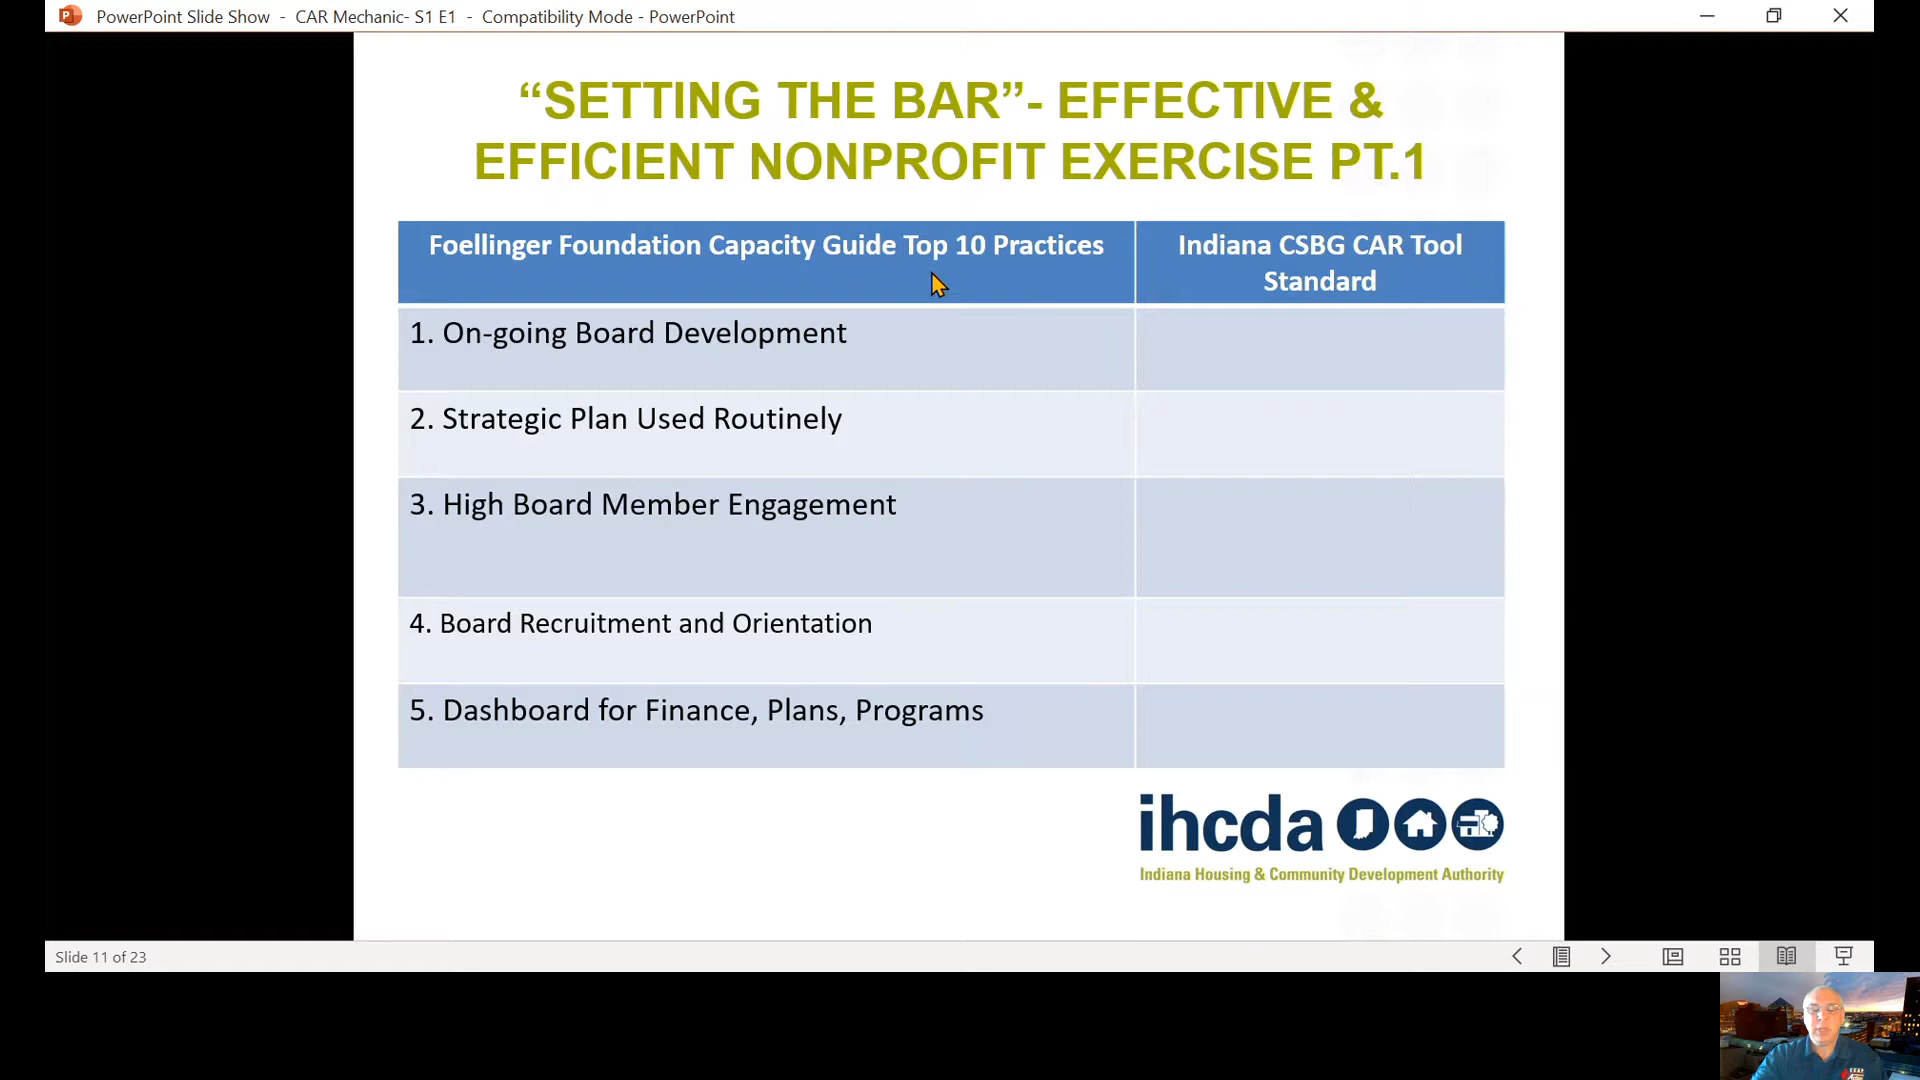 PowerPoint Slide Show - CAR Mechanic- S1 E1 - Compatibility Mode - PowerPoint
“SETTING THE BAR”- EFFECTIVE &
EFFICIENT NONPROFIT EXERCISE PT.1
Foellinger Foundation Capacity Guide Top 10 Practices
Indiana CSBG CAR Tool
Standard
1. On-going Board Development
2. Strategic Plan Used Routinely
3. High Board Member Engagement
4. Board Recruitment and Orientation
5. Dashboard for Finance, Plans, Programs
ihcda
Indiana Housing & Community Development Authority
Slide 11 of 23